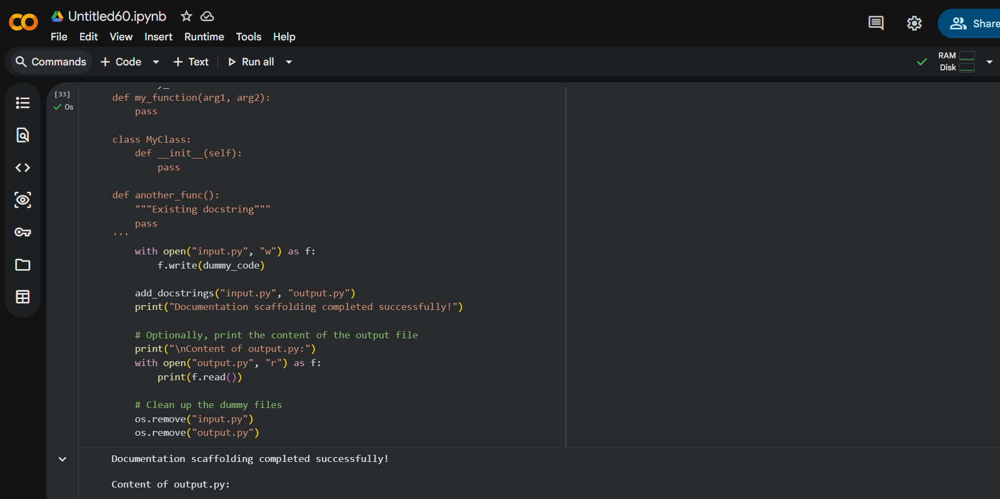 Untitled60.ipynb
File Edit View Insert Runtime Tools Help
Share
Commands + Code + Text Run all
RAM
Disk
[33]
0s
def my_function(arg1, arg2):
    pass

class MyClass:
    def __init__(self):
        pass

def another_func():
    """Existing docstring"""
    pass
'''
    with open("input.py", "w") as f:
        f.write(dummy_code)

    add_docstrings("input.py", "output.py")
    print("Documentation scaffolding completed successfully!")

    # Optionally, print the content of the output file
    print("\nContent of output.py:")
    with open("output.py", "r") as f:
        print(f.read())

    # Clean up the dummy files
    os.remove("input.py")
    os.remove("output.py")
Documentation scaffolding completed successfully!

Content of output.py: